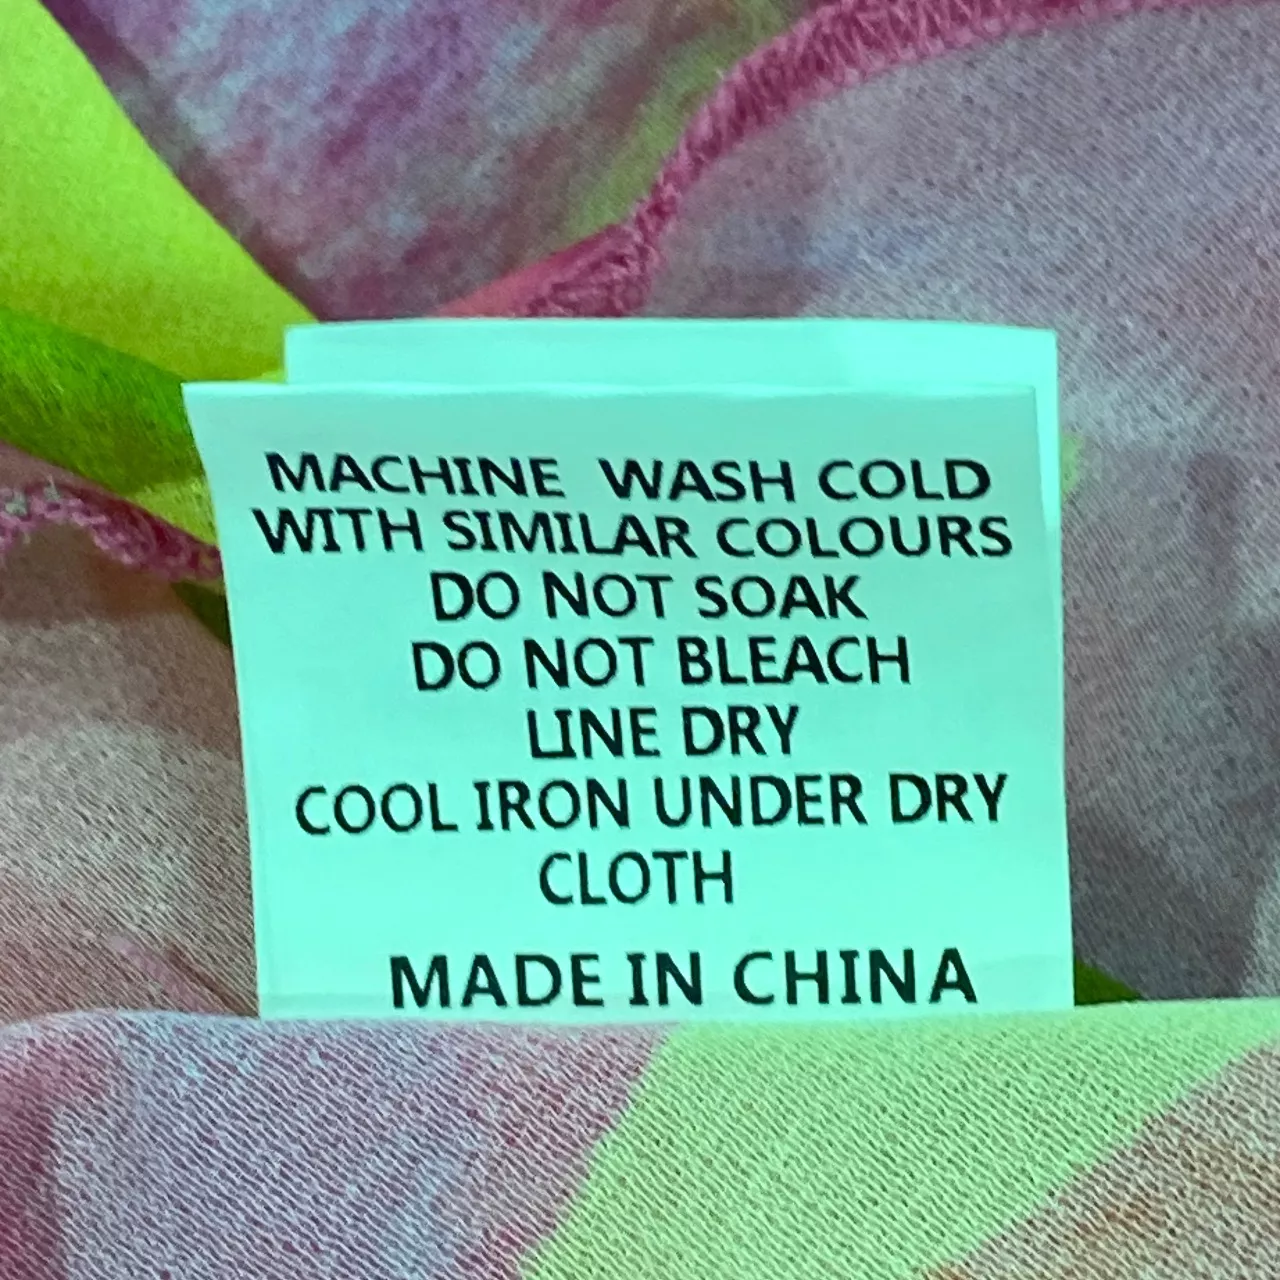 MACHINE WASH COLD
WITH SIMILAR COLOURS
DO NOT SOAK
DO NOT BLEACH
LINE DRY
COOL IRON UNDER DRY
CLOTH
MADE IN CHINA